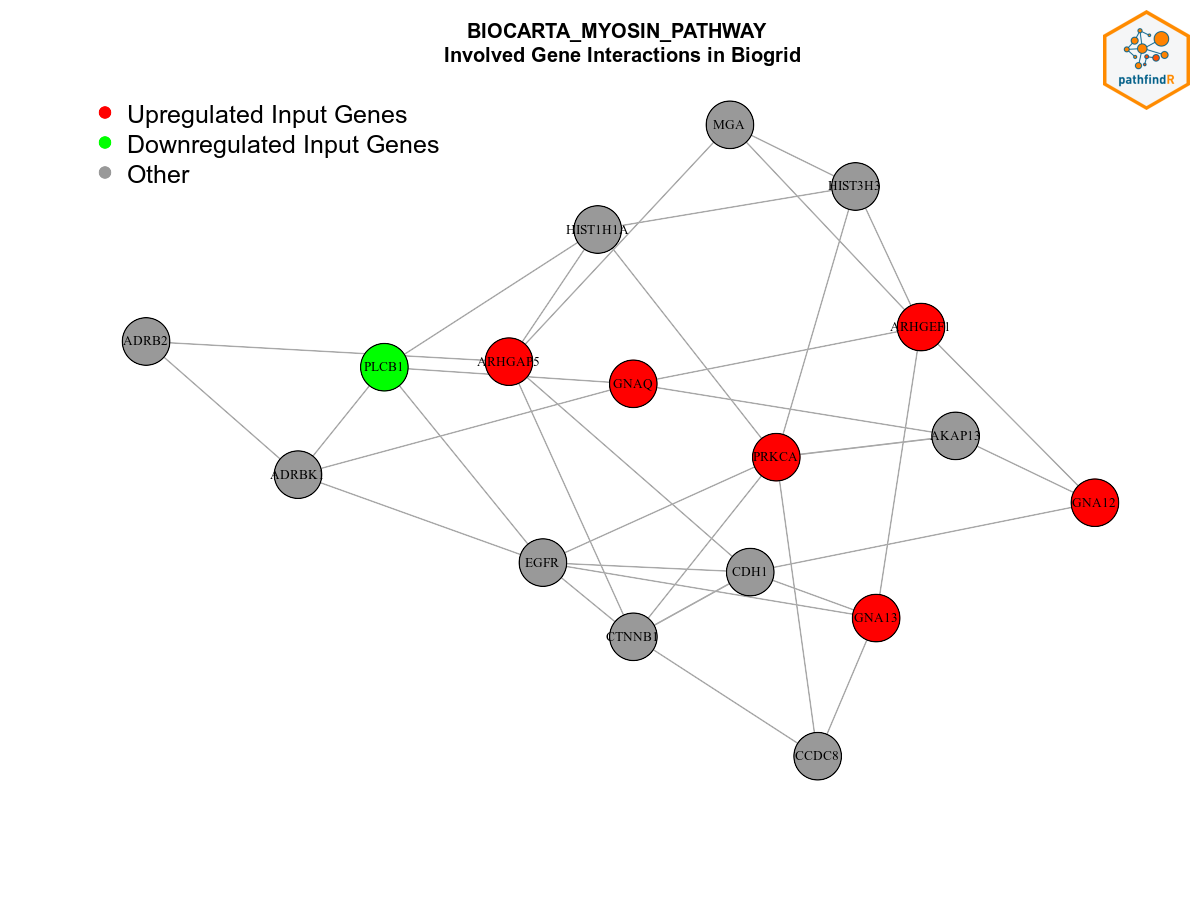 BIOCARTA_MYOSIN_PATHWAY
Involved Gene Interactions in Biogrid
pathfindR
Upregulated Input Genes
Downregulated Input Genes
Other
MGA
HIST3H3
HIST1H1A
ARHGEF1
ADRB2
PLCB1
ARHGAP5
GNAQ
AKAP13
PRKCA
ADRBK
GNA12
EGFR
CDH1
GNA13
CTNNB1
CCDC8